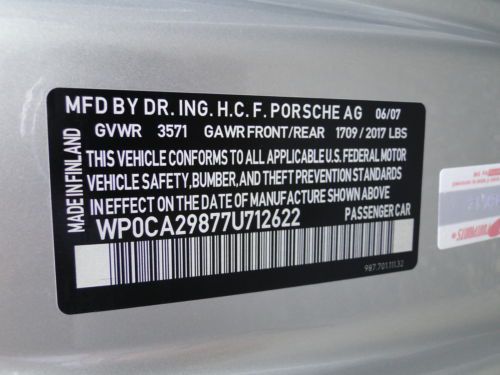 MFD BY DR. ING. H.C. F. PORSCHE AG 06/07
GVWR 3571 GAWR FRONT/REAR 1709 / 2017 LBS
THIS VEHICLE CONFORMS TO ALL APPLICABLE U.S. FEDERAL MOTOR
VEHICLE SAFETY, BUMPER, AND THEFT PREVENTION STANDARDS
IN EFFECT ON THE DATE OF MANUFACTURE SHOWN ABOVE
WP0CA29877U712622 PASSENGER CAR
987.701.111.32
MADE IN FINLAND